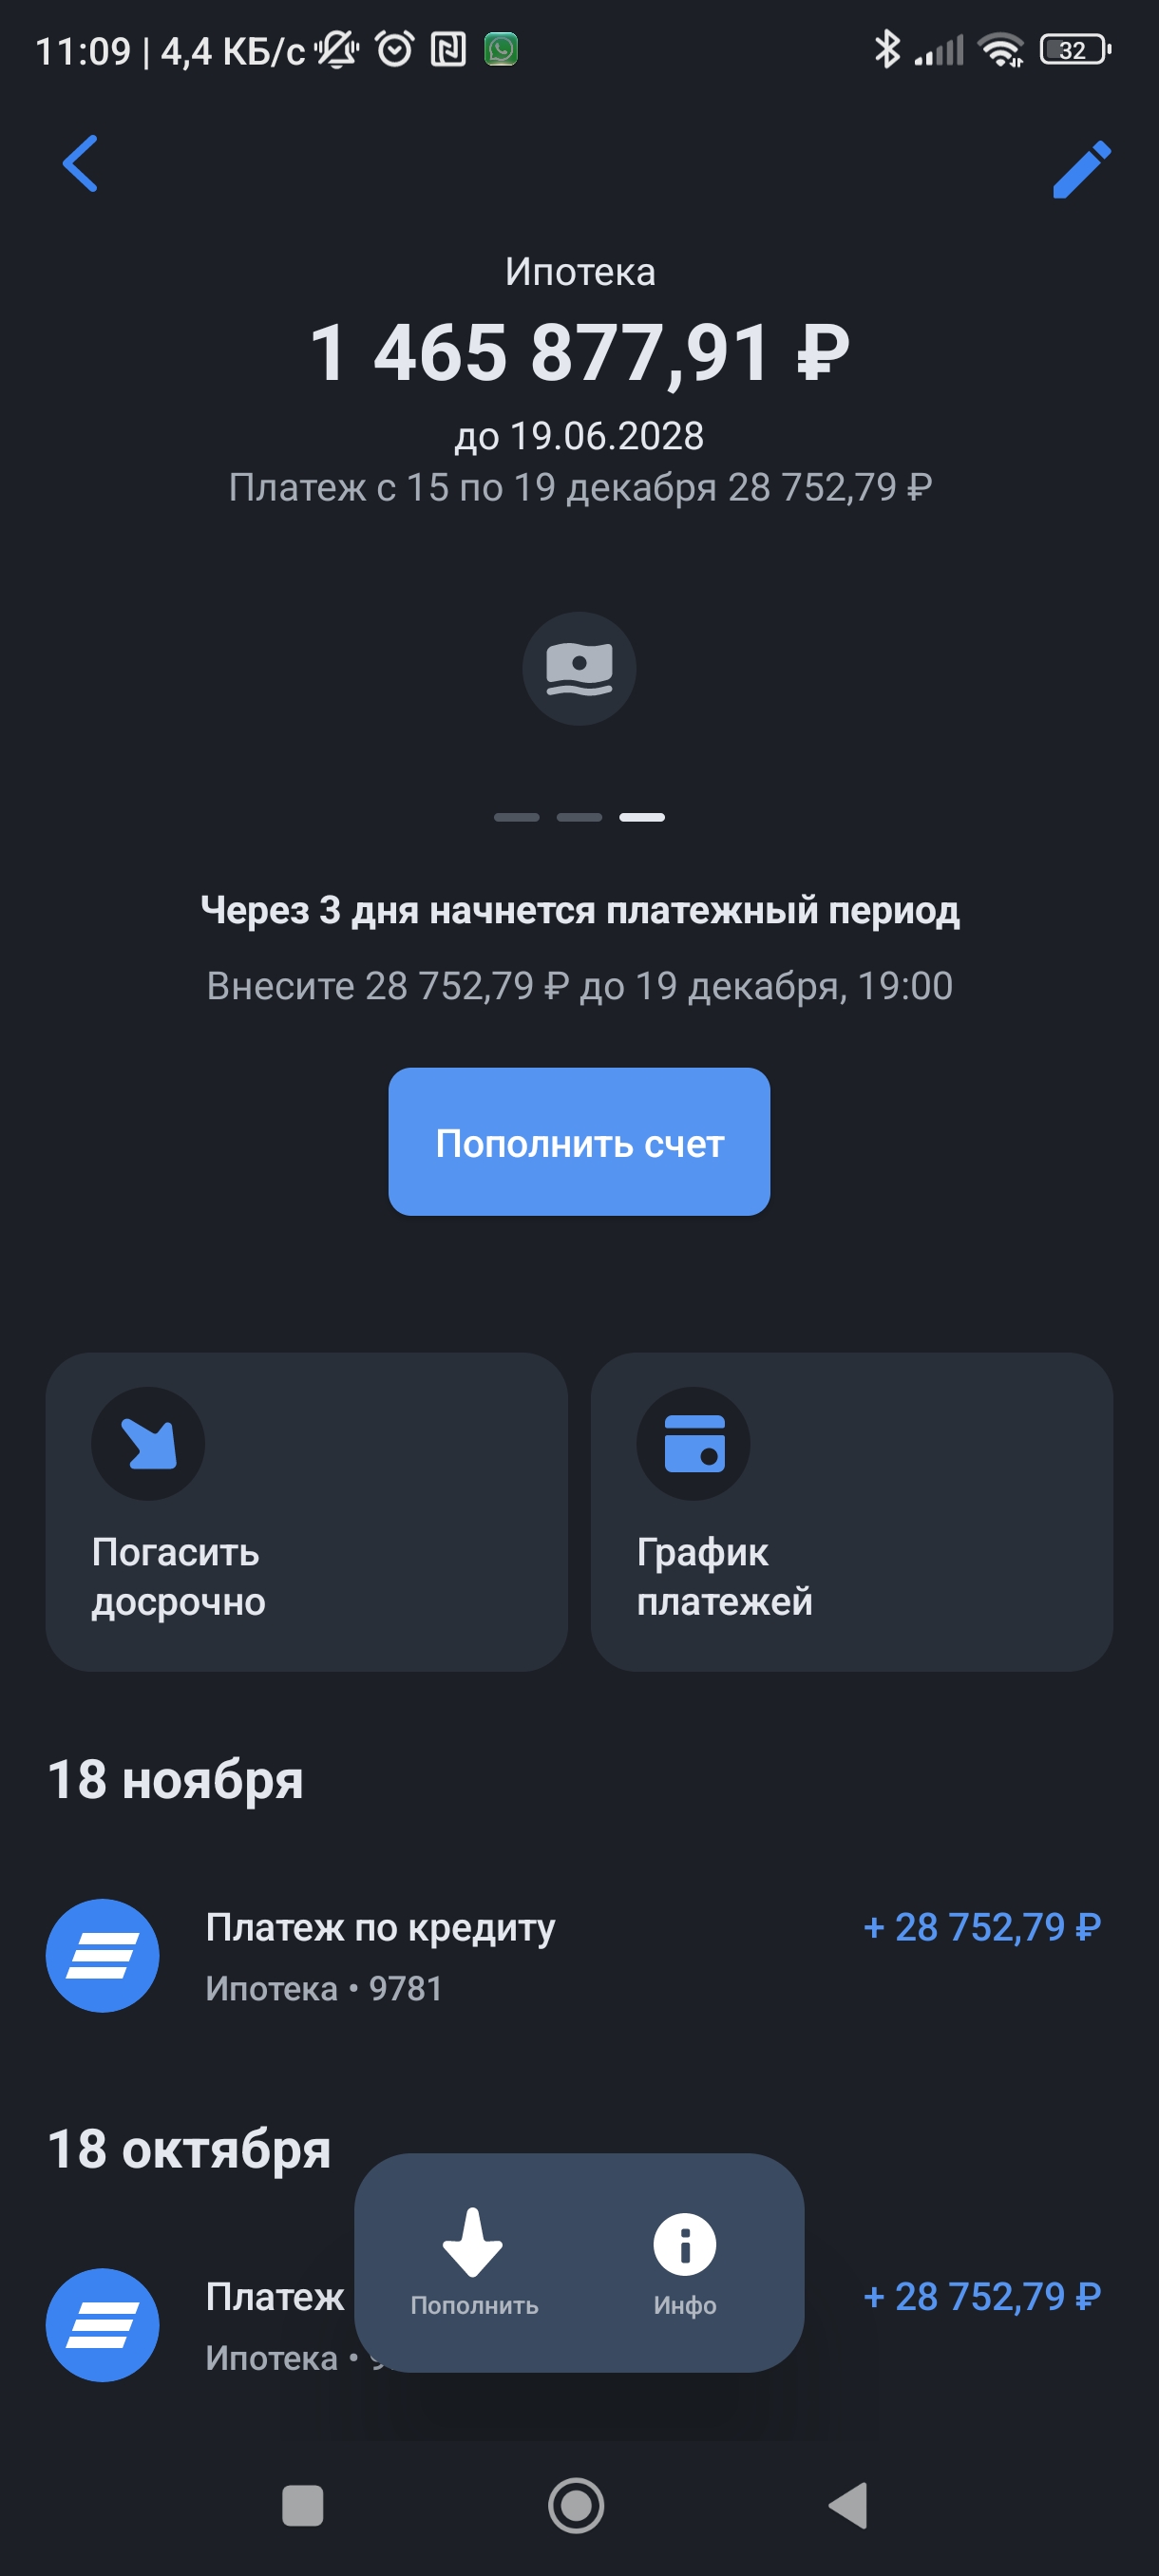 11:09 | 4,4 КБ/с
32
Ипотека
1 465 877,91 ₽
до 19.06.2028
Платеж с 15 по 19 декабря 28 752,79 ₽
Через 3 дня начнется платежный период
Внесите 28 752,79 ₽ до 19 декабря, 19:00
Пополнить счет
Погасить
досрочно
График
платежей
18 ноября
Платеж по кредиту
+ 28 752,79 ₽
Ипотека • 9781
18 октября
Платеж
+ 28 752,79 ₽
Ипотека •
Пополнить
Инфо